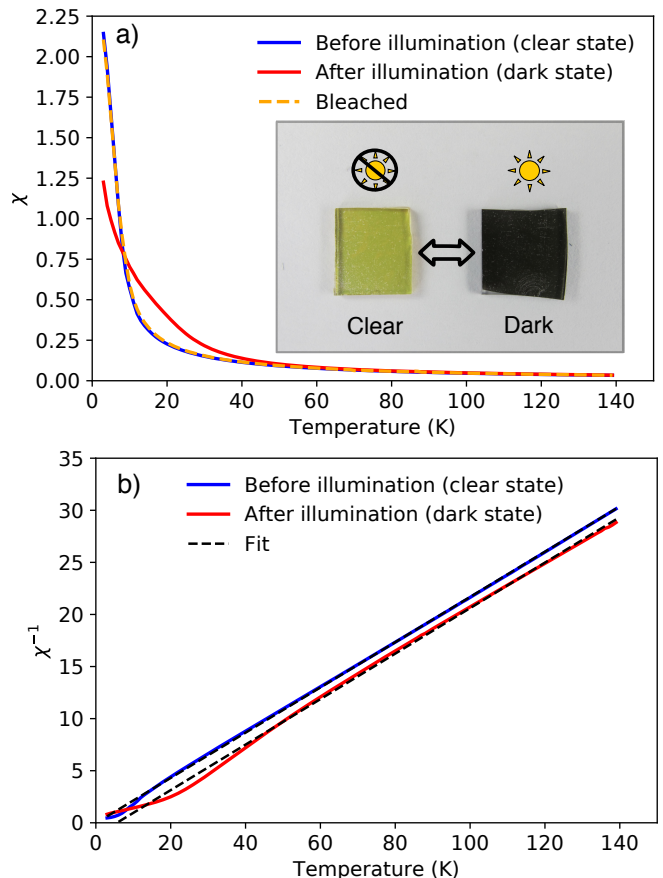 a)
Before illumination (clear state)
After illumination (dark state)
Bleached
Clear
Dark
χ
2.25
2.00
1.75
1.50
1.25
1.00
0.75
0.50
0.25
0.00
0 20 40 60 80 100 120 140
Temperature (K)
b)
Before illumination (clear state)
After illumination (dark state)
Fit
χ⁻¹
35
30
25
20
15
10
5
0
0 20 40 60 80 100 120 140
Temperature (K)